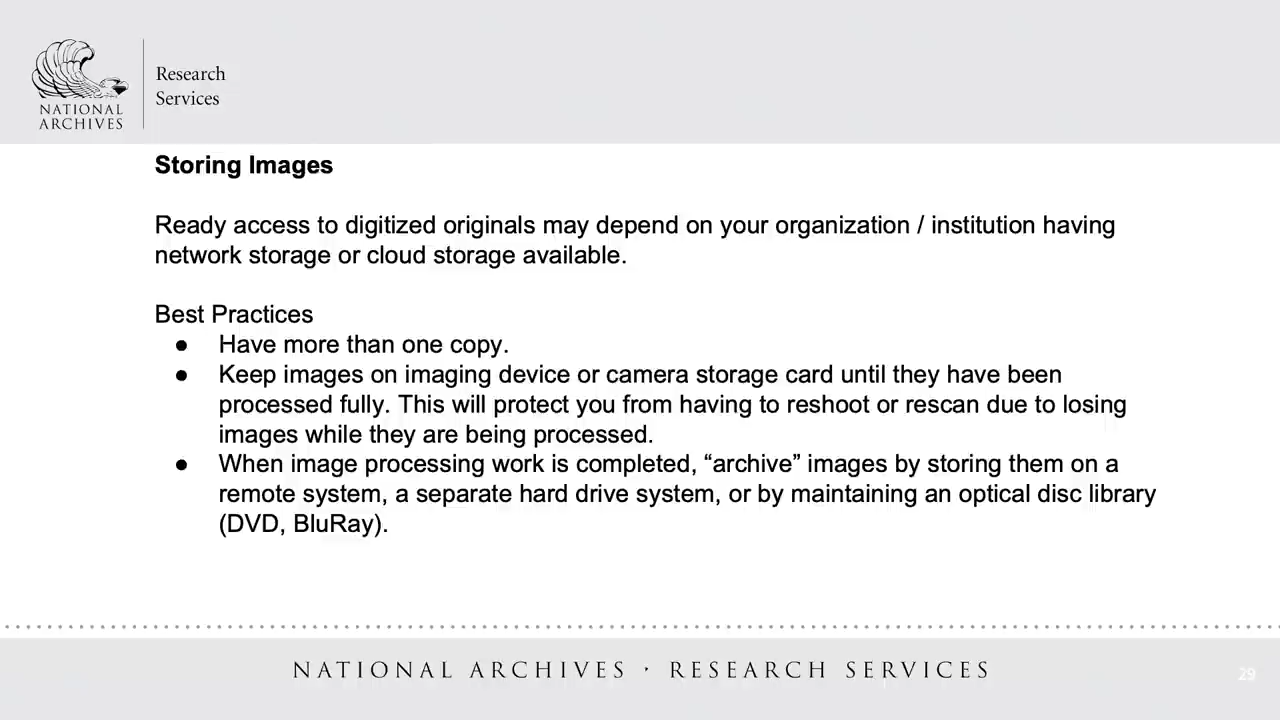 NATIONAL
ARCHIVES
Research
Services
Storing Images
Ready access to digitized originals may depend on your organization / institution having
network storage or cloud storage available.
Best Practices
● Have more than one copy.
● Keep images on imaging device or camera storage card until they have been
processed fully. This will protect you from having to reshoot or rescan due to losing
images while they are being processed.
● When image processing work is completed, “archive” images by storing them on a
remote system, a separate hard drive system, or by maintaining an optical disc library
(DVD, BluRay).
NATIONAL ARCHIVES · RESEARCH SERVICES
29